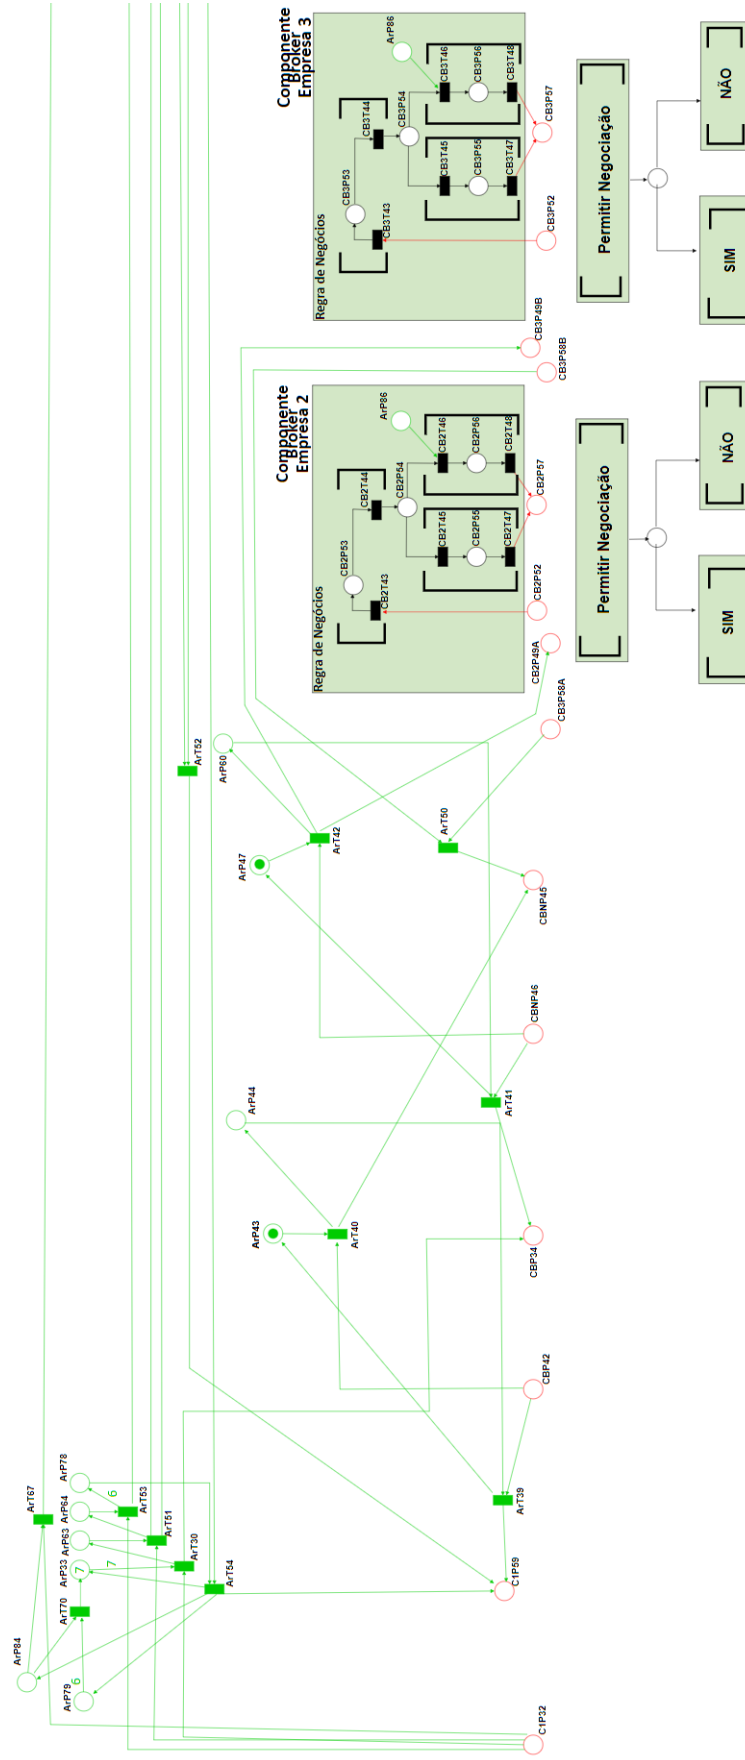 Componente
Broker
Empresa 3
Regra de Negócios
ArP86
CB3T44
CB3P53
CB3T43
CB3P54
CB3T46
CB3P56
CB3T48
CB3T45
CB3P55
CB3T47
CB3P57
CB3P52
Permitir Negociação
NÃO
SIM
CB3P49B
CB3P58B
Componente
Broker
Empresa 2
Regra de Negócios
ArP86
CB2T44
CB2P53
CB2T43
CB2P54
CB2T46
CB2P56
CB2T48
CB2T45
CB2P55
CB2T47
CB2P57
CB2P52
Permitir Negociação
NÃO
SIM
CB2P49A
CB3P58A
ArT52
ArP60
ArP47
ArT42
ArT50
CBNP45
CBNP46
ArT41
ArP44
ArP43
ArT40
CBP34
CBP42
ArT39
C1P59
ArT67
ArP78
6
ArT53
ArP64
ArT51
ArP63
7
ArT30
ArP33
7
ArT54
ArT70
ArP84
ArP79
6
C1P32